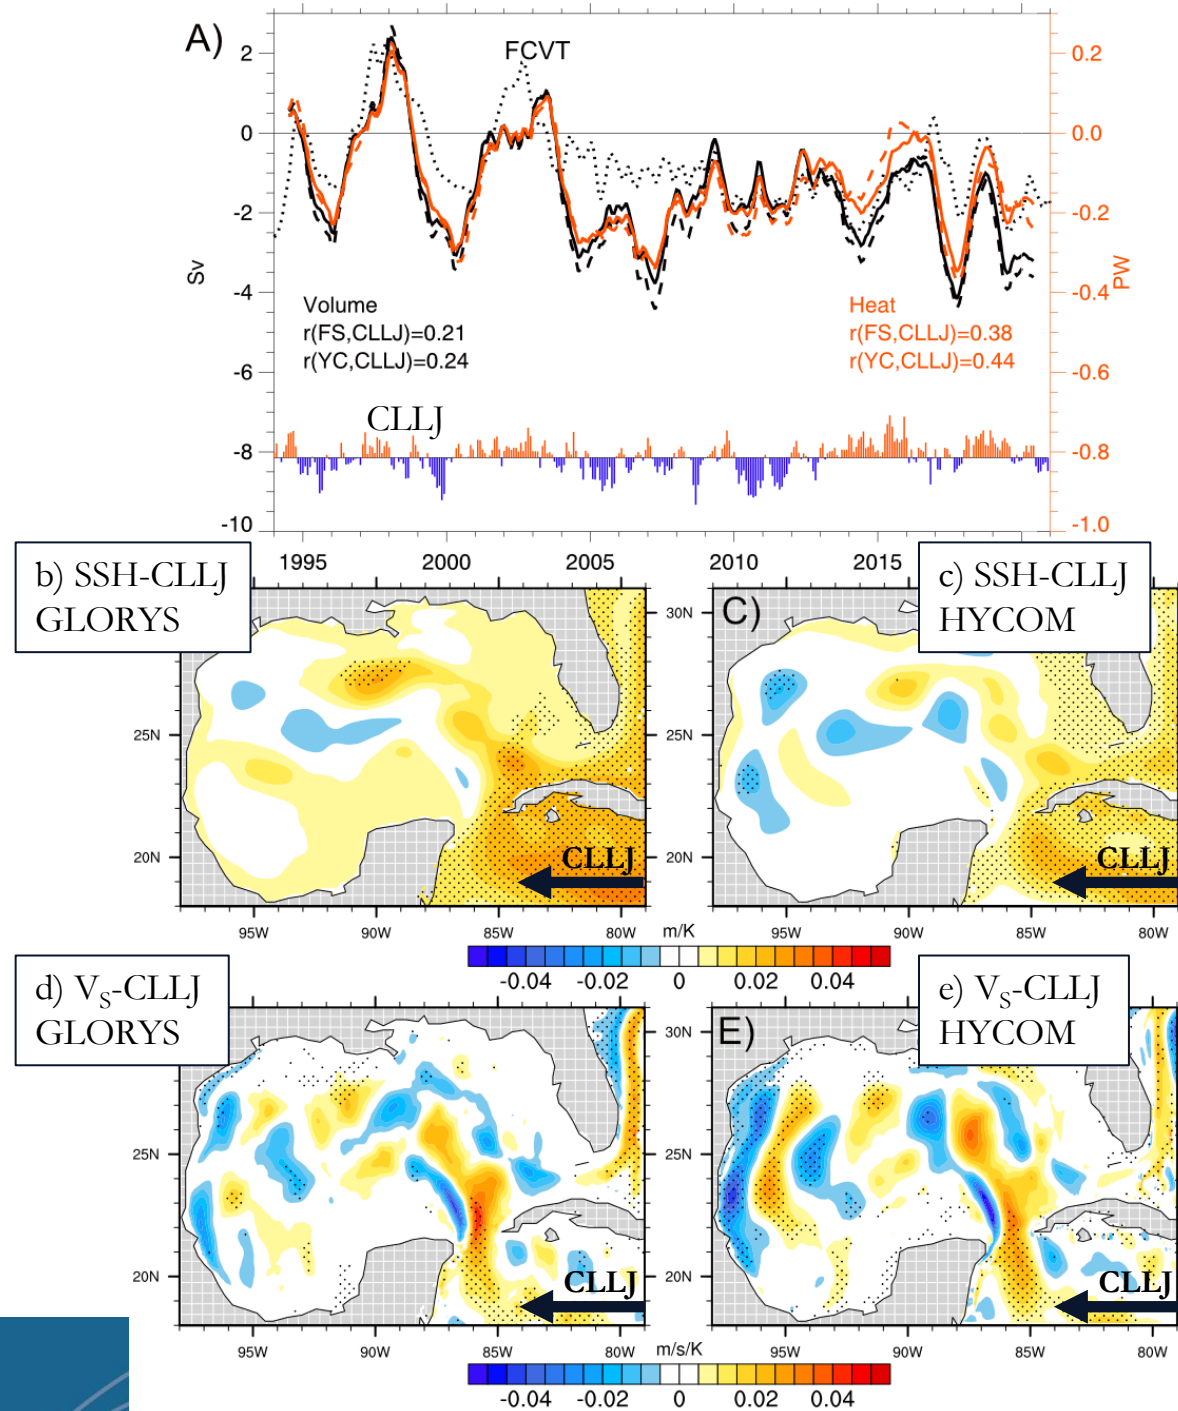 A)
FCVT
2
0
-2
-4
-6
-8
-10
Sv
0.2
0.0
-0.2
-0.4
-0.6
-0.8
-1.0
PW
Volume
r(FS,CLLJ)=0.21
r(YC,CLLJ)=0.24
Heat
r(FS,CLLJ)=0.38
r(YC,CLLJ)=0.44
CLLJ
1995 2000 2005 2010 2015
b) SSH-CLLJ
GLORYS
2010 2015
C)
c) SSH-CLLJ
HYCOM
30N
25N
20N
CLLJ
95W 90W 85W 80W
30N
25N
20N
CLLJ
95W 90W 85W 80W
m/K
-0.04 -0.02 0 0.02 0.04
d) VS-CLLJ
GLORYS
E)
e) VS-CLLJ
HYCOM
25N
20N
CLLJ
95W 90W 85W 80W
30N
25N
20N
CLLJ
95W 90W 85W 80W
m/s/K
-0.04 -0.02 0 0.02 0.04